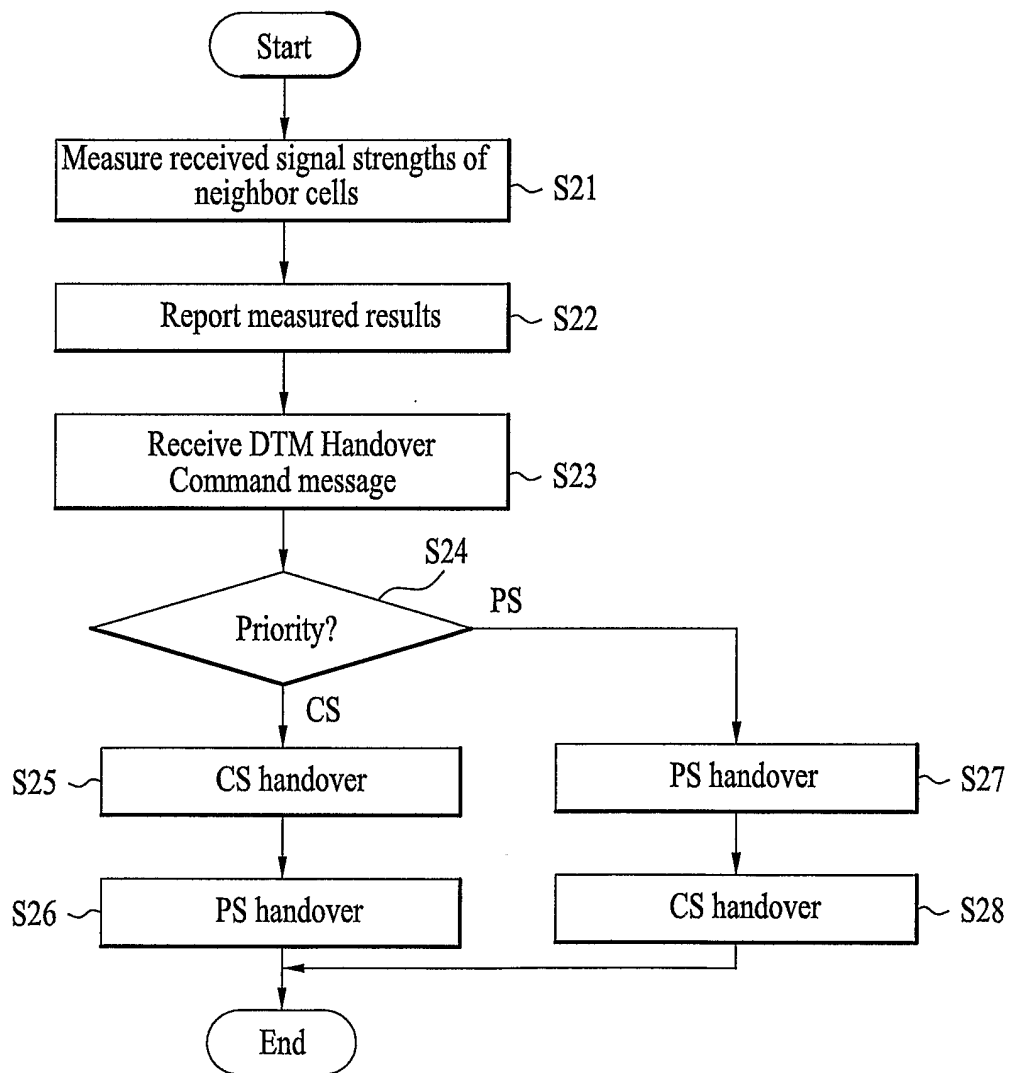 Start
Measure received signal strengths of
neighbor cells
S21
Report measured results
S22
Receive DTM Handover
Command message
S23
S24
Priority?
PS
CS
S25
CS handover
PS handover
S27
S26
PS handover
CS handover
S28
End